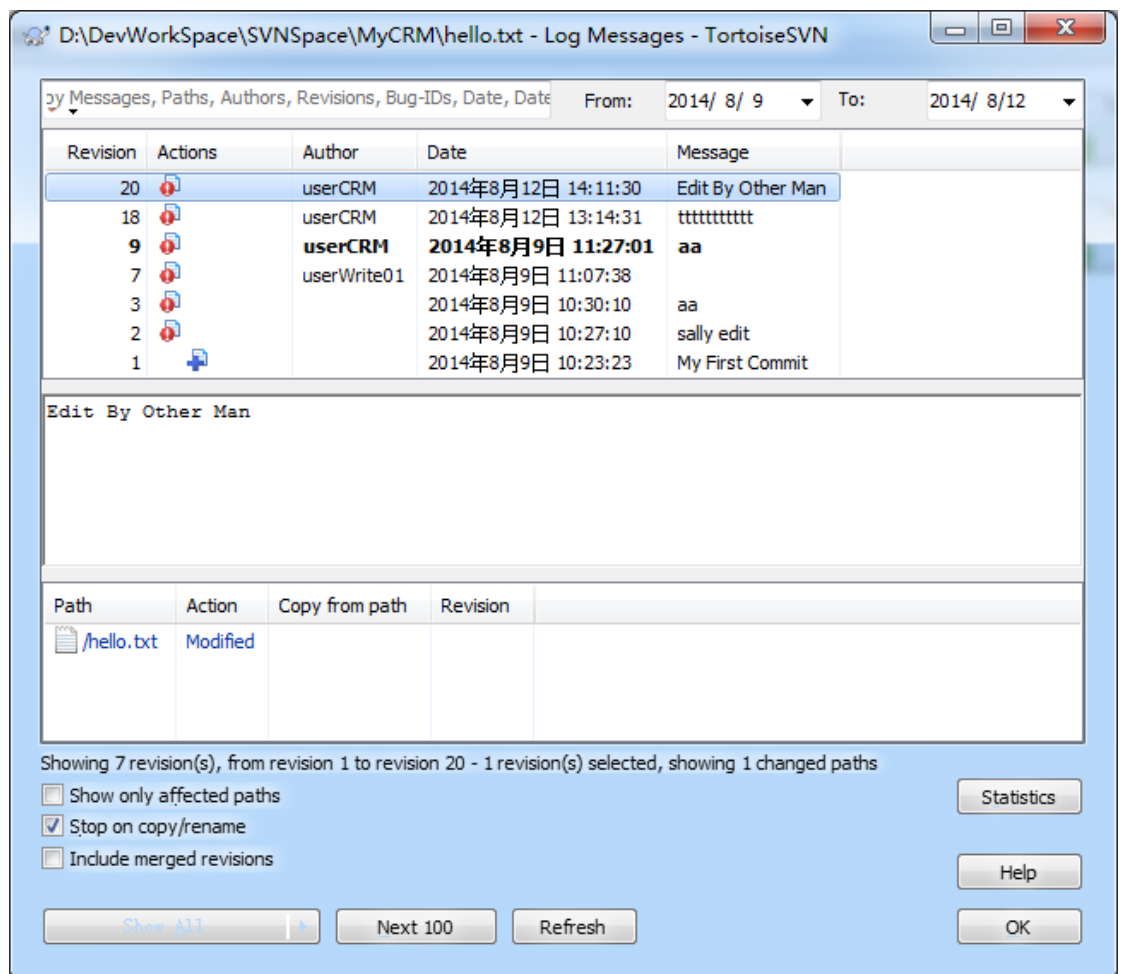 D:\DevWorkSpace\SVNSpace\MyCRM\hello.txt - Log Messages - TortoiseSVN
by Messages, Paths, Authors, Revisions, Bug-IDs, Date, Date From: 2014/ 8/ 9 To: 2014/ 8/12
Revision Actions Author Date Message
20 userCRM 2014年8月12日 14:11:30 Edit By Other Man
18 userCRM 2014年8月12日 13:14:31 ttttttttttt
9 userCRM 2014年8月9日 11:27:01 aa
7 userWrite01 2014年8月9日 11:07:38
3 2014年8月9日 10:30:10 aa
2 2014年8月9日 10:27:10 sally edit
1 2014年8月9日 10:23:23 My First Commit
Edit By Other Man
Path Action Copy from path Revision
/hello.txt Modified
Showing 7 revision(s), from revision 1 to revision 20 - 1 revision(s) selected, showing 1 changed paths
Show only affected paths
Statistics
Stop on copy/rename
Include merged revisions
Help
Show All Next 100 Refresh OK